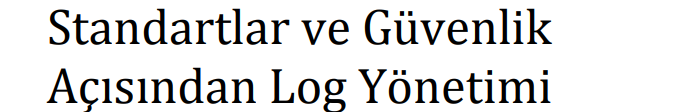 Standartlar ve Güvenlik
Açısından Log Yönetimi